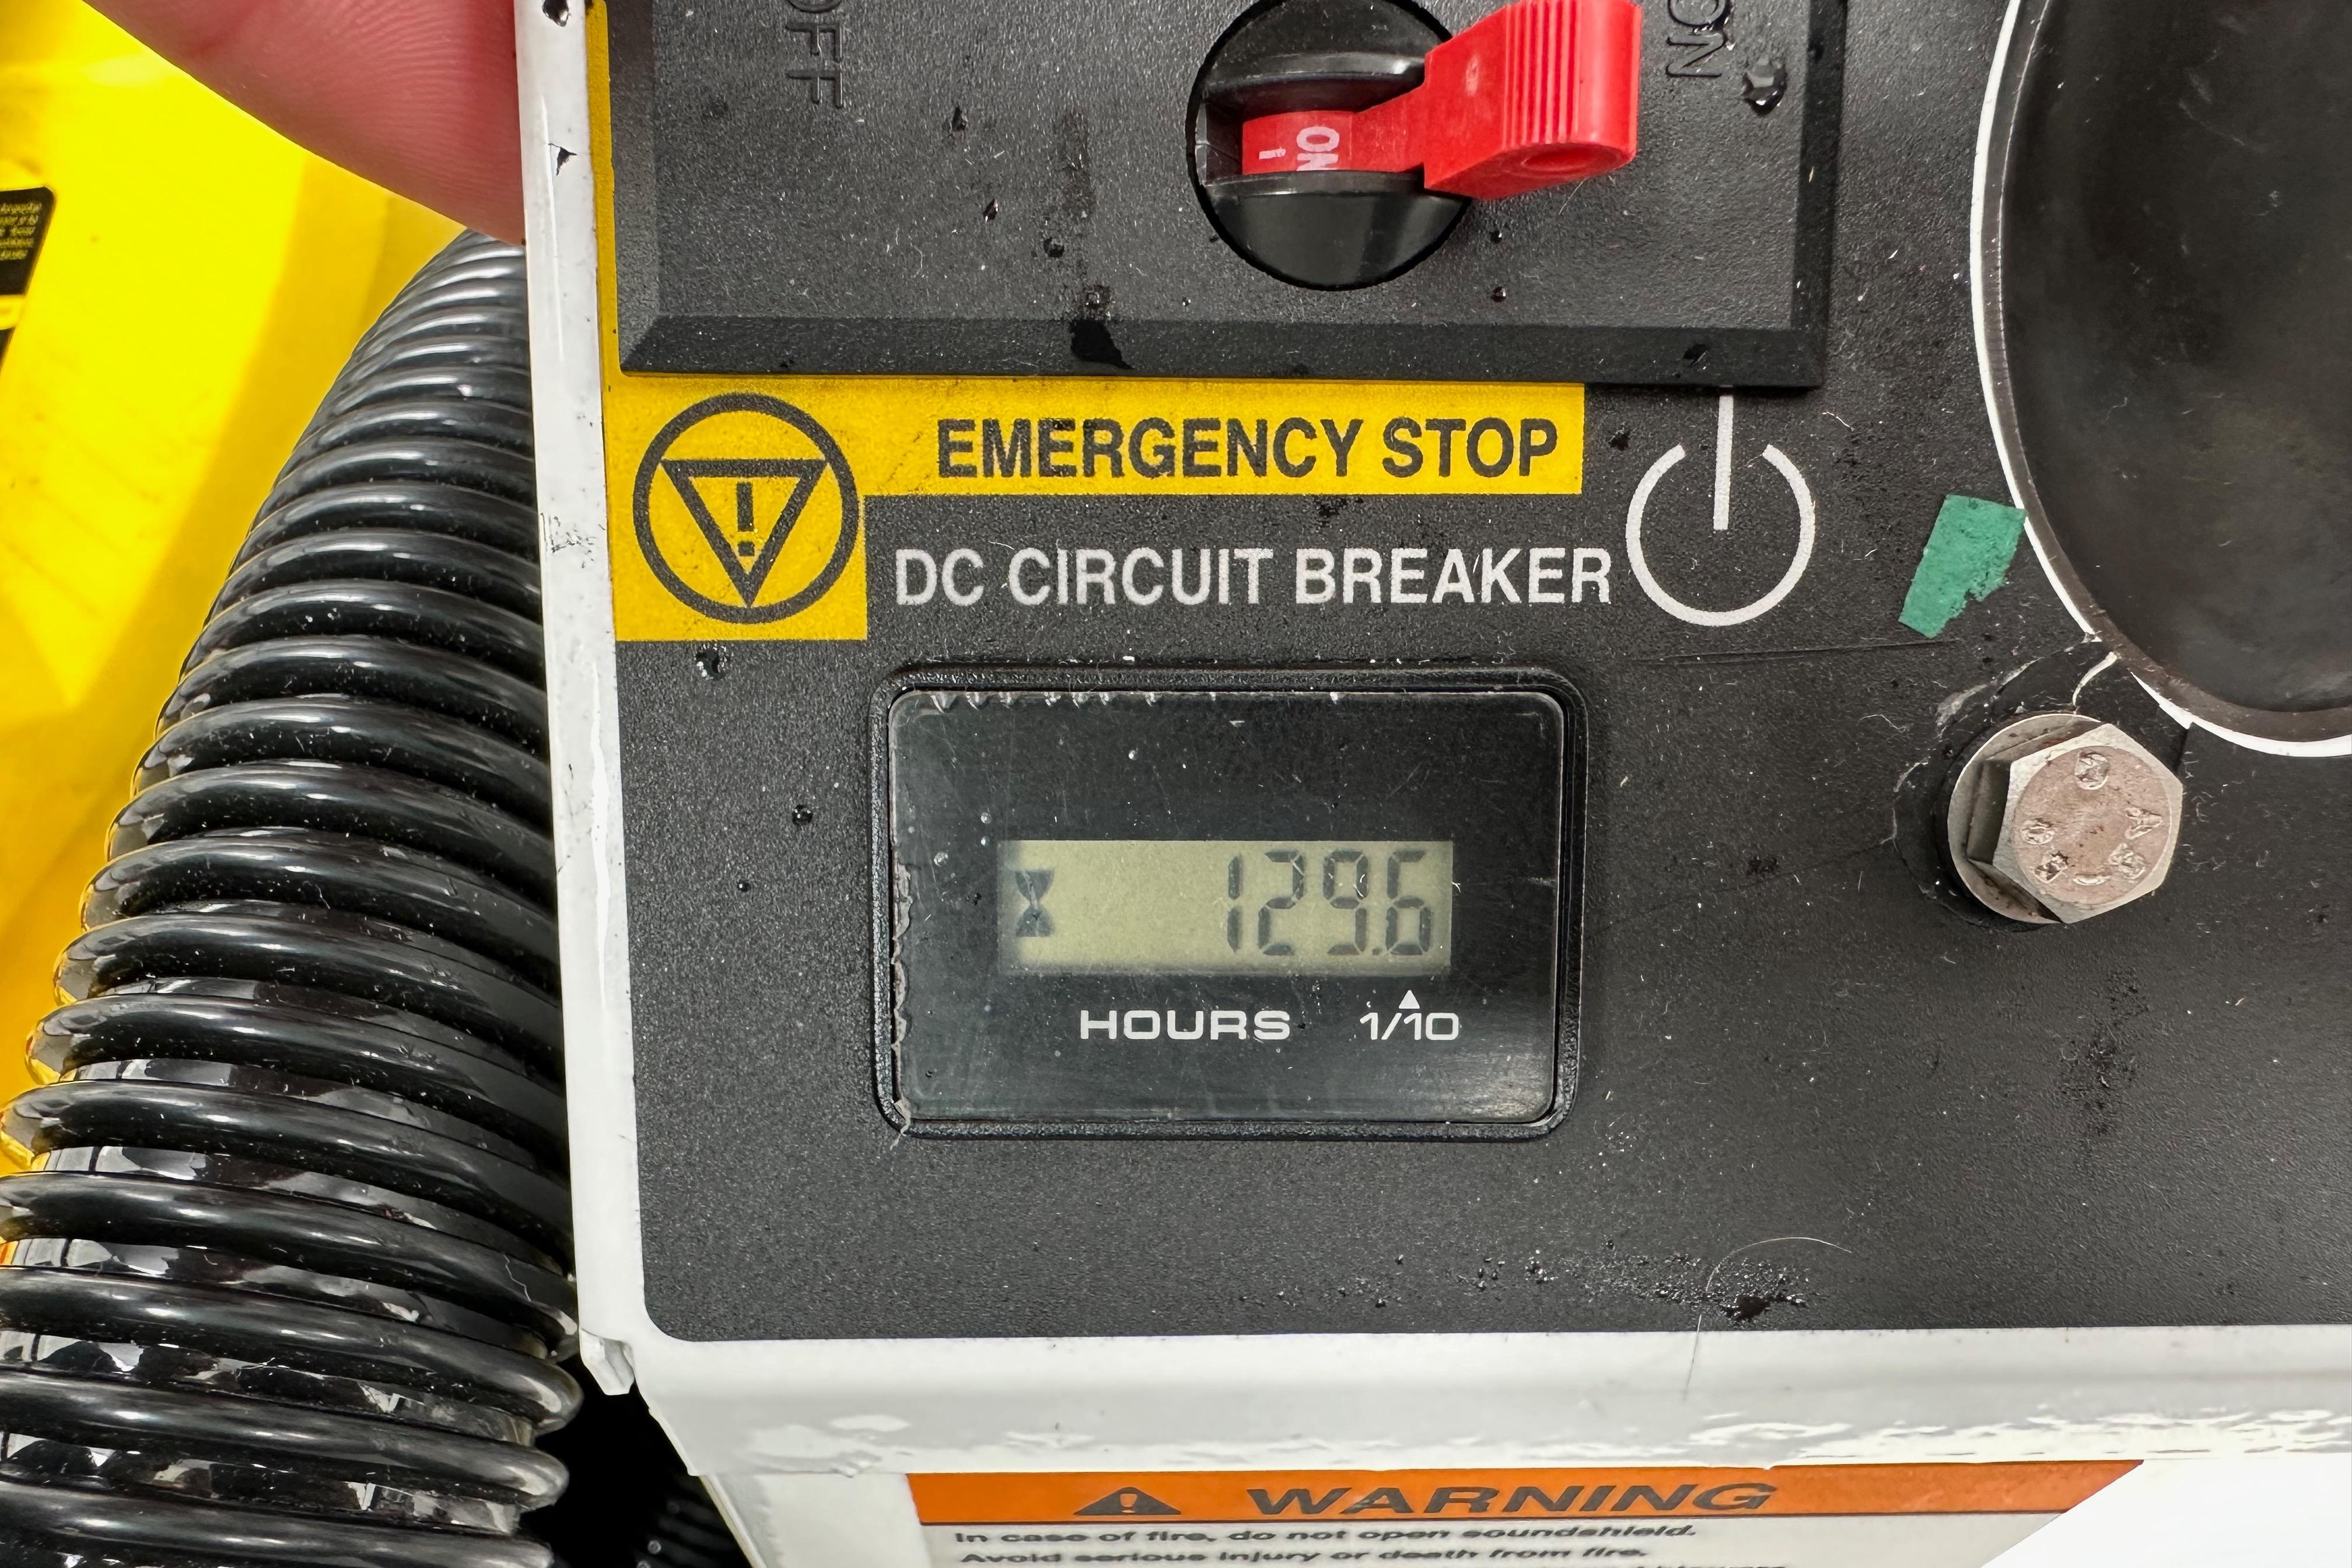 OFF
ON
ON
EMERGENCY STOP
DC CIRCUIT BREAKER
129.6
HOURS 1/10
WARNING
In case of fire, do not open soundshield.
Avoid serious injury or death from fire.